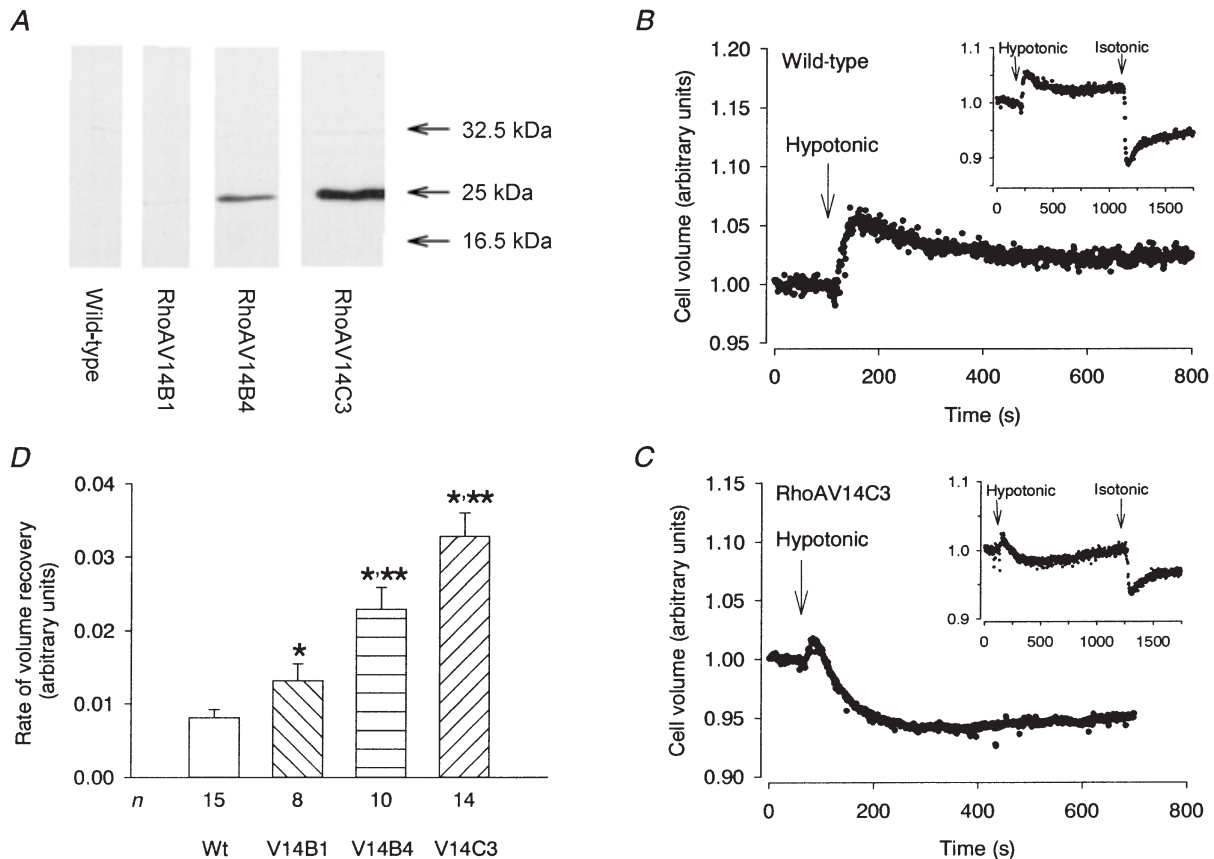 A
32.5 kDa
25 kDa
16.5 kDa
Wild-type
RhoAV14B1
RhoAV14B4
RhoAV14C3
B
Cell volume (arbitrary units)
1.20
1.15
1.10
1.05
1.00
0.95
Wild-type
Hypotonic
0
200
400
600
800
Time (s)
1.1
1.0
0.9
Hypotonic
Isotonic
0
500
1000
1500
D
Rate of volume recovery
(arbitrary units)
0.04
0.03
0.02
0.01
0.00
*
*,**
*,**
n
15
8
10
14
Wt
V14B1
V14B4
V14C3
C
Cell volume (arbitrary units)
1.15
1.10
1.05
1.00
0.95
0.90
RhoAV14C3
Hypotonic
0
200
400
600
800
Time (s)
1.1
1.0
0.9
Hypotonic
Isotonic
0
500
1000
1500